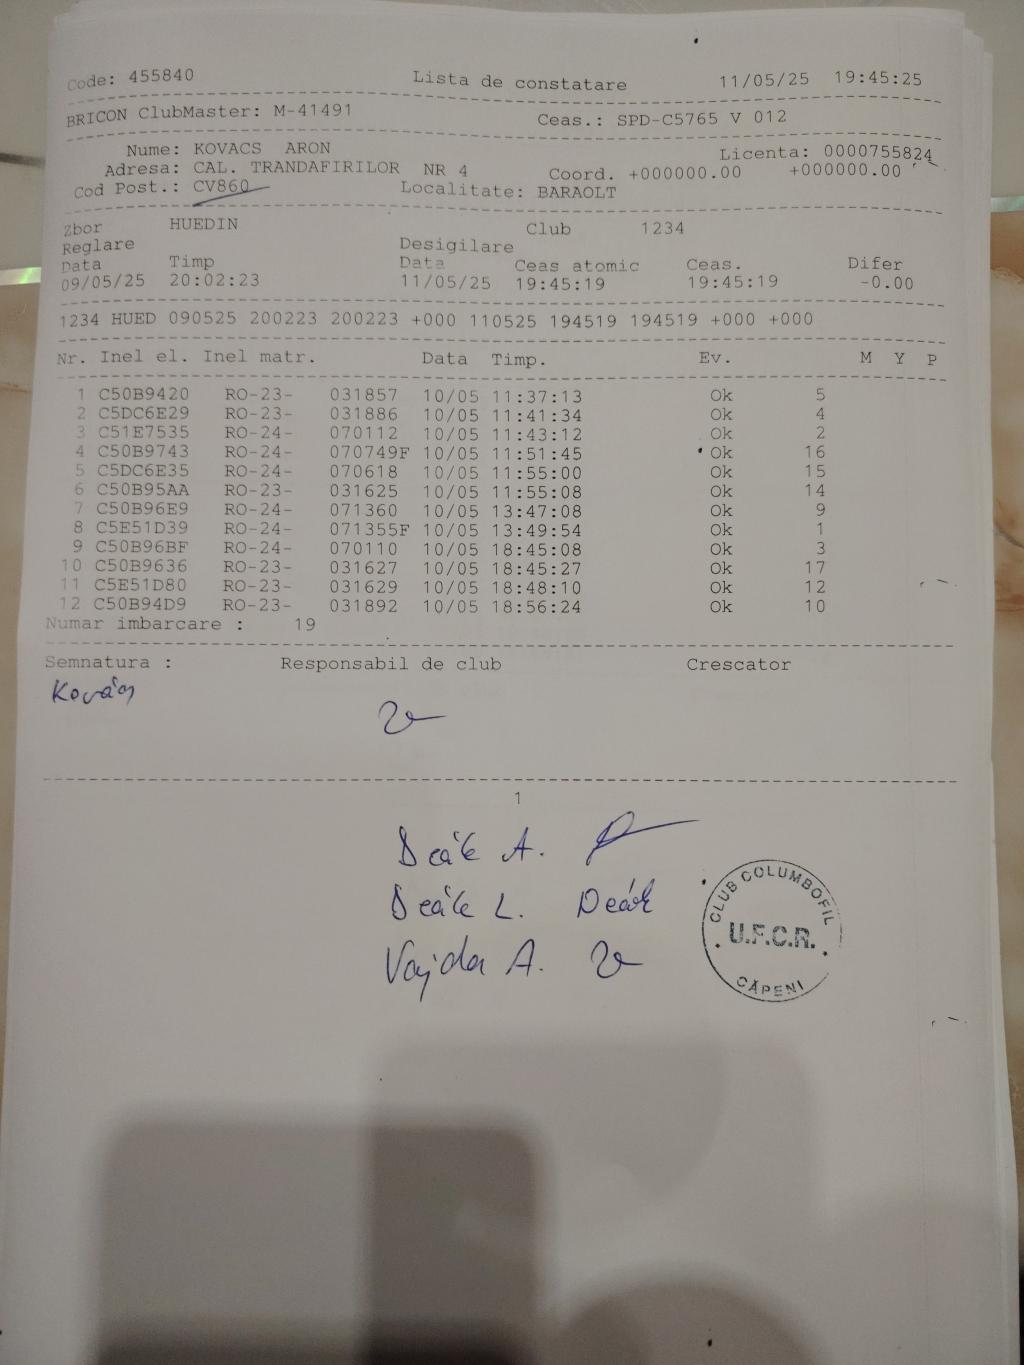 Code: 455840 Lista de constatare 11/05/25 19:45:25
BRICON ClubMaster: M-41491 Ceas.: SPD-C5765 V 012
Nume: KOVACS ARON Licenta: 0000755824
Adresa: CAL. TRANDAFIRILOR NR 4 Coord. +000000.00 +000000.00
Cod Post.: CV860 Localitate: BARAOLT
Zbor HUEDIN Club 1234
Reglare Desigilare
Data Timp Data Ceas atomic Ceas. Difer
09/05/25 20:02:23 11/05/25 19:45:19 19:45:19 -0.00
1234 HUED 090525 200223 200223 +000 110525 194519 194519 +000 +000
Nr. Inel el. Inel matr. Data Timp. Ev. M Y P
1 C50B9420 RO-23- 031857 10/05 11:37:13 Ok 5
2 C5DC6E29 RO-23- 031886 10/05 11:41:34 Ok 4
3 C51E7535 RO-24- 070112 10/05 11:43:12 Ok 2
4 C50B9743 RO-24- 070749F 10/05 11:51:45 Ok 16
5 C5DC6E35 RO-24- 070618 10/05 11:55:00 Ok 15
6 C50B95AA RO-23- 031625 10/05 11:55:08 Ok 14
7 C50B96E9 RO-24- 071360 10/05 13:47:08 Ok 9
8 C5E51D39 RO-24- 071355F 10/05 13:49:54 Ok 1
9 C50B96BF RO-24- 070110 10/05 18:45:08 Ok 3
10 C50B9636 RO-23- 031627 10/05 18:45:27 Ok 17
11 C5E51D80 RO-23- 031629 10/05 18:48:10 Ok 12
12 C50B94D9 RO-23- 031892 10/05 18:56:24 Ok 10
Numar imbarcare : 19
Semnatura : Responsabil de club Crescator
Kovács
1
Deák A.
Deák L. Deák
Vajda A.
CLUB COLUMBOFIL
U.F.C.R.
CĂPENI